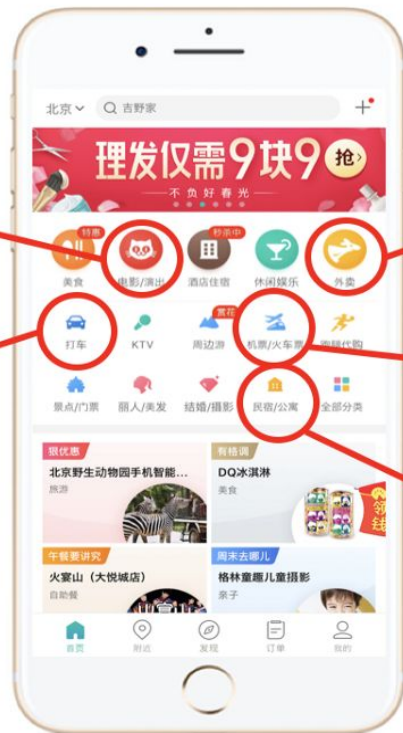 北京
吉野家
理发仅需9块9
抢
不负好春光
特惠
秒杀中
美食
电影/演出
酒店住宿
休闲娱乐
外卖
赏花
打车
KTV
周边游
机票/火车票
跑腿代购
景点/门票
丽人/美发
结婚/摄影
民宿/公寓
全部分类
狠优惠
有格调
北京野生动物园手机智能...
DQ冰淇淋
旅游
美食
领
钱
午餐要讲究
周末去哪儿
火宴山(大悦城店)
格林童趣儿童摄影
自助餐
亲子
首页
附近
发现
订单
我的